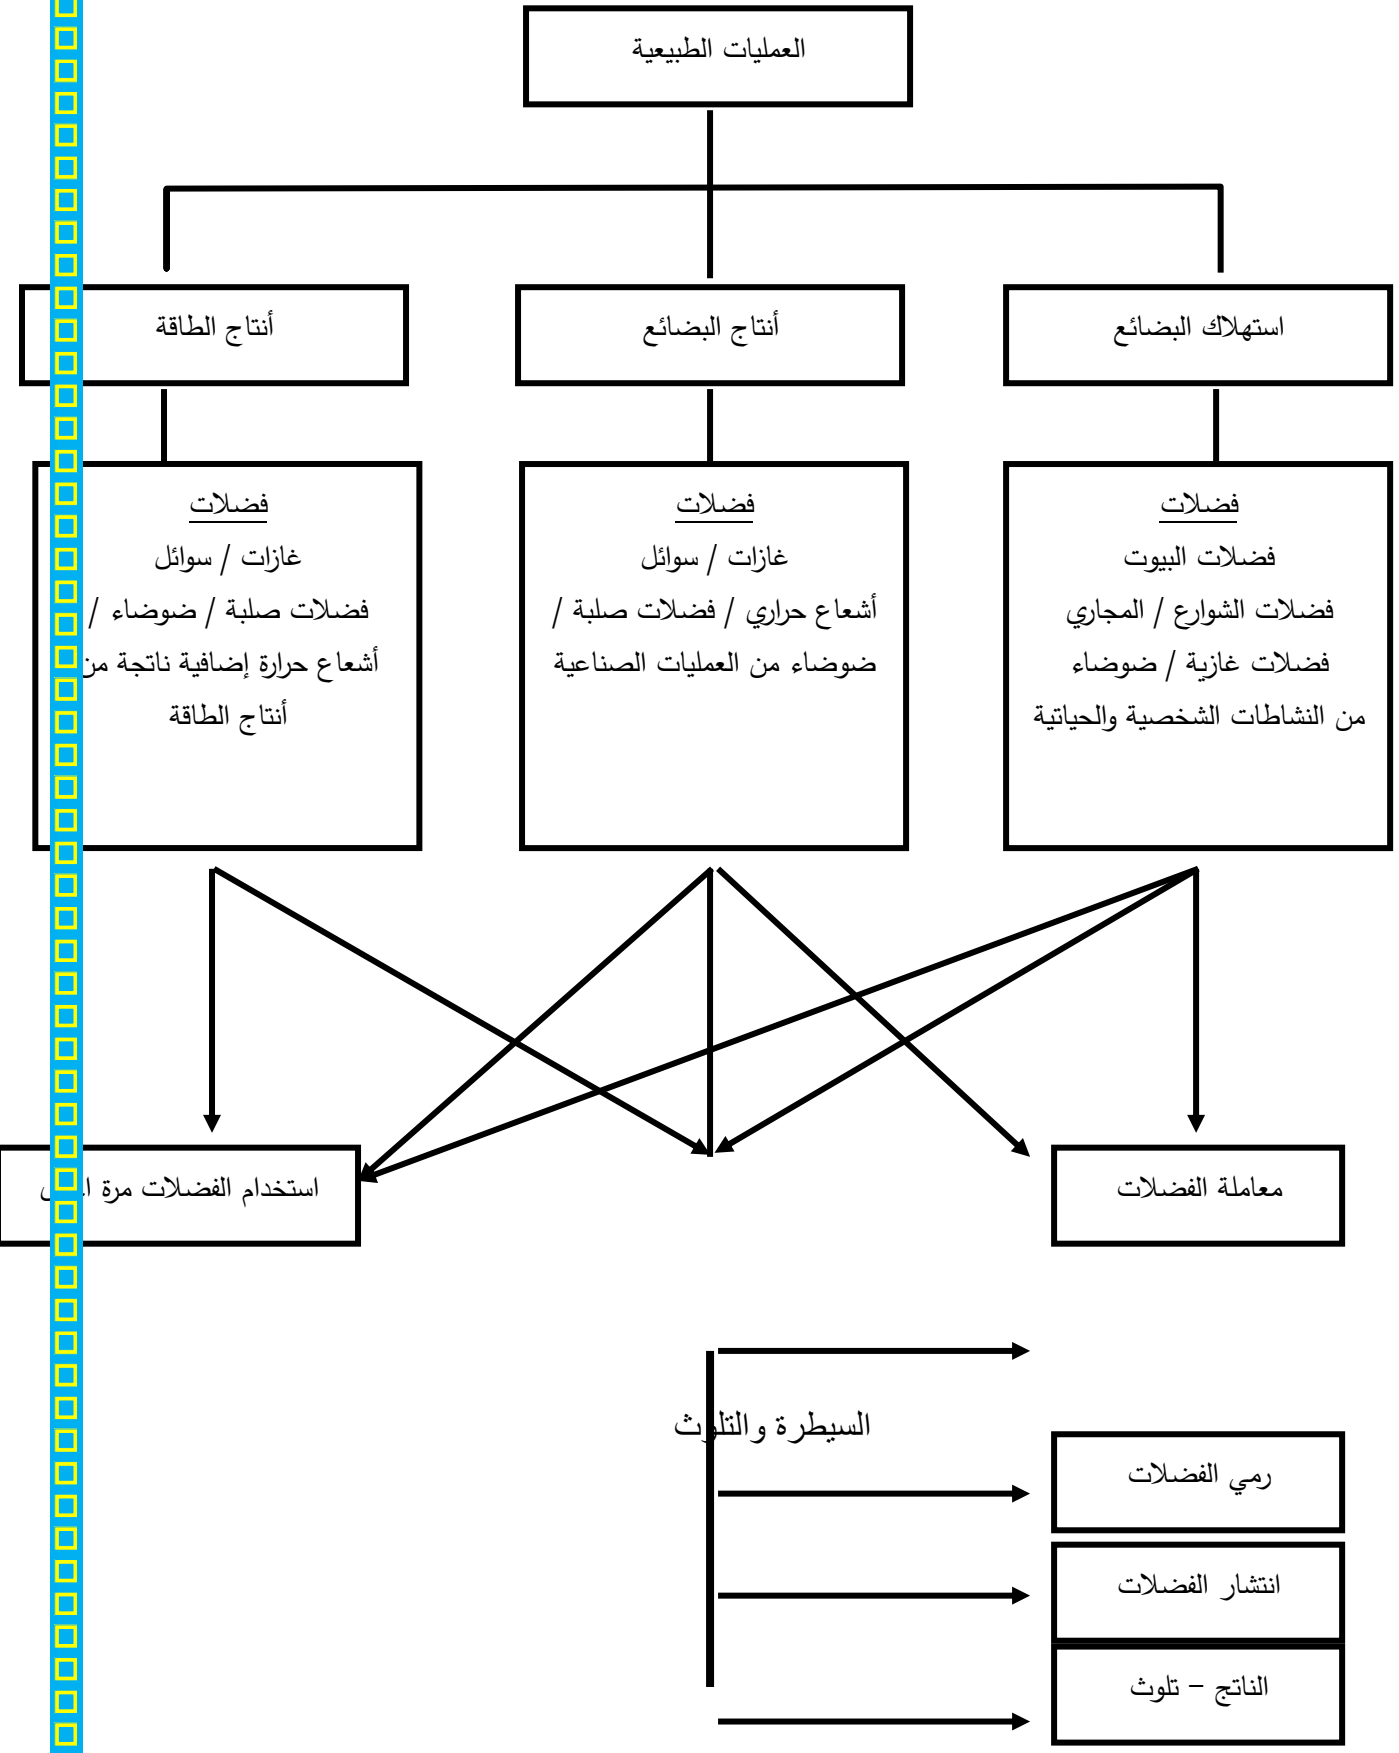 العمليات الطبيعية
استهلاك البضائع
أنتاج البضائع
أنتاج الطاقة
فضلات
فضلات البيوت
فضلات الشوارع / المجاري
فضلات غازية / ضوضاء
من النشاطات الشخصية والحياتية
فضلات
غازات / سوائل
أشعاع حراري / فضلات صلبة /
ضوضاء من العمليات الصناعية
فضلات
غازات / سوائل
فضلات صلبة / ضوضاء /
أشعاع حرارة إضافية ناتجة من
أنتاج الطاقة
معاملة الفضلات
استخدام الفضلات مرة
السيطرة والتلوث
رمي الفضلات
انتشار الفضلات
الناتج – تلوث